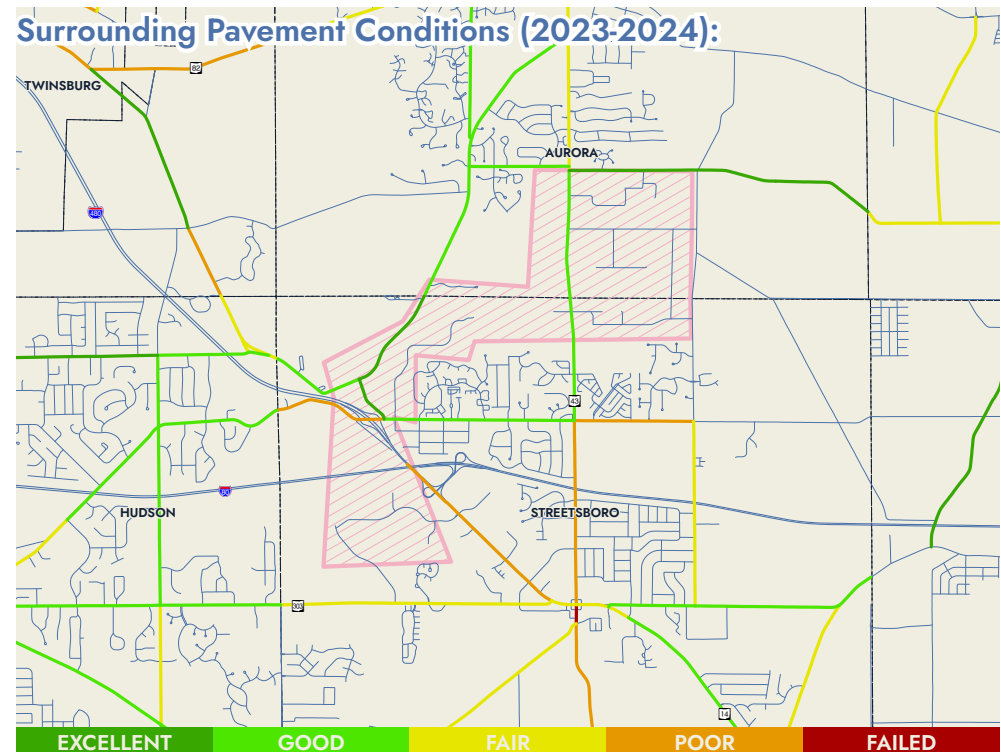 Surrounding Pavement Conditions (2023-2024):
82
TWINSBURG
AURORA
480
43
80
HUDSON
STREETSBORO
303
14
EXCELLENT GOOD FAIR POOR FAILED